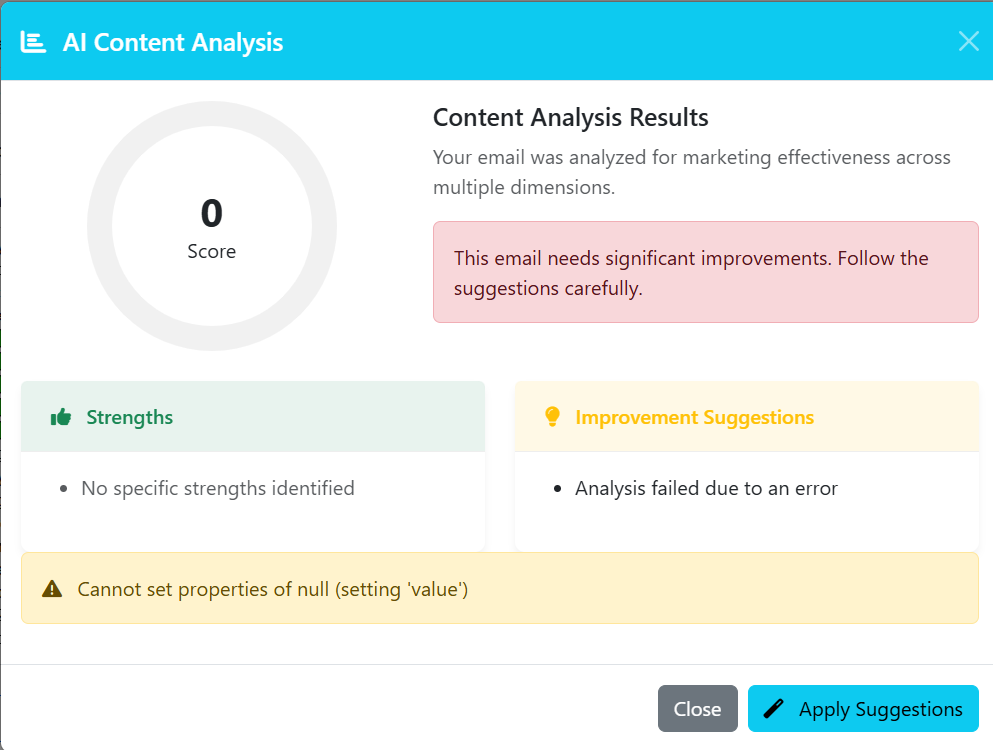 AI Content Analysis
0
Score
Content Analysis Results
Your email was analyzed for marketing effectiveness across
multiple dimensions.
This email needs significant improvements. Follow the
suggestions carefully.
Strengths
No specific strengths identified
Improvement Suggestions
Analysis failed due to an error
Cannot set properties of null (setting 'value')
Close
Apply Suggestions